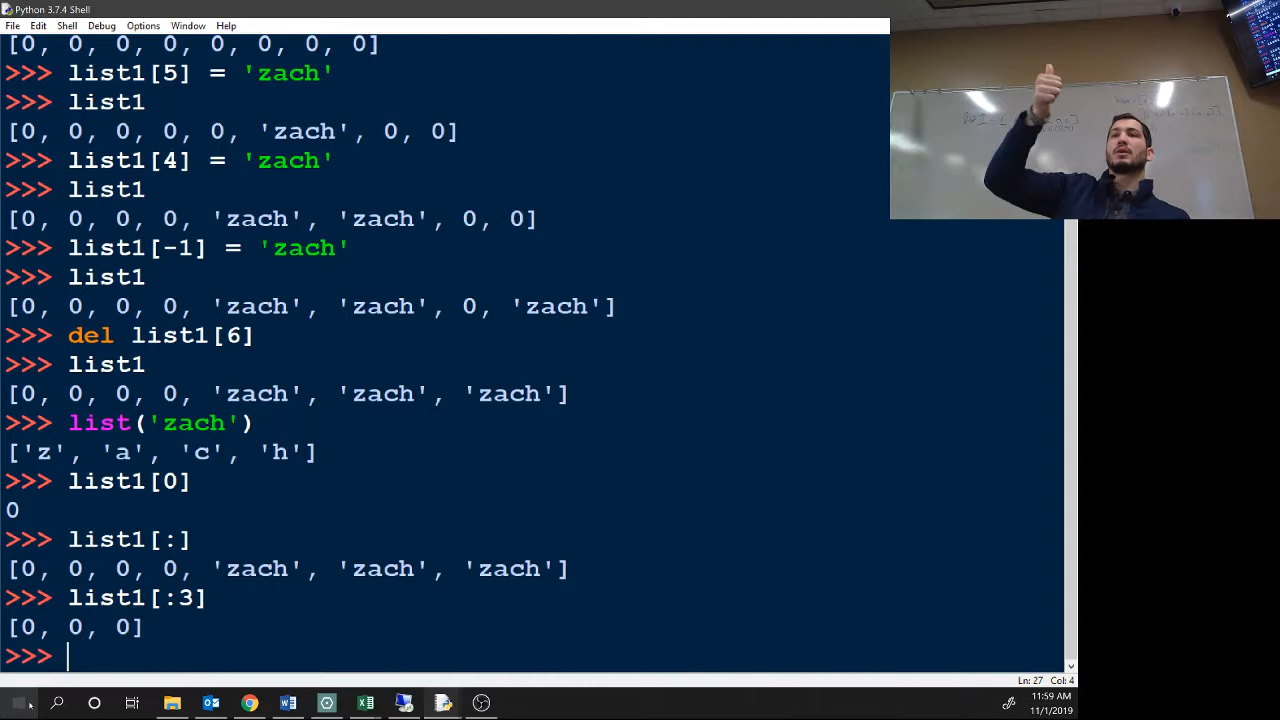 Python 3.7.4 Shell
File Edit Shell Debug Options Window Help
[0, 0, 0, 0, 0, 0, 0, 0]
>>> list1[5] = 'zach'
>>> list1
[0, 0, 0, 0, 0, 'zach', 0, 0]
>>> list1[4] = 'zach'
>>> list1
[0, 0, 0, 0, 'zach', 'zach', 0, 0]
>>> list1[-1] = 'zach'
>>> list1
[0, 0, 0, 0, 'zach', 'zach', 0, 'zach']
>>> del list1[6]
>>> list1
[0, 0, 0, 0, 'zach', 'zach', 'zach']
>>> list('zach')
['z', 'a', 'c', 'h']
>>> list1[0]
0
>>> list1[:]
[0, 0, 0, 0, 'zach', 'zach', 'zach']
>>> list1[:3]
[0, 0, 0]
>>>
Ln: 27 Col: 4
11:59 AM
11/1/2019